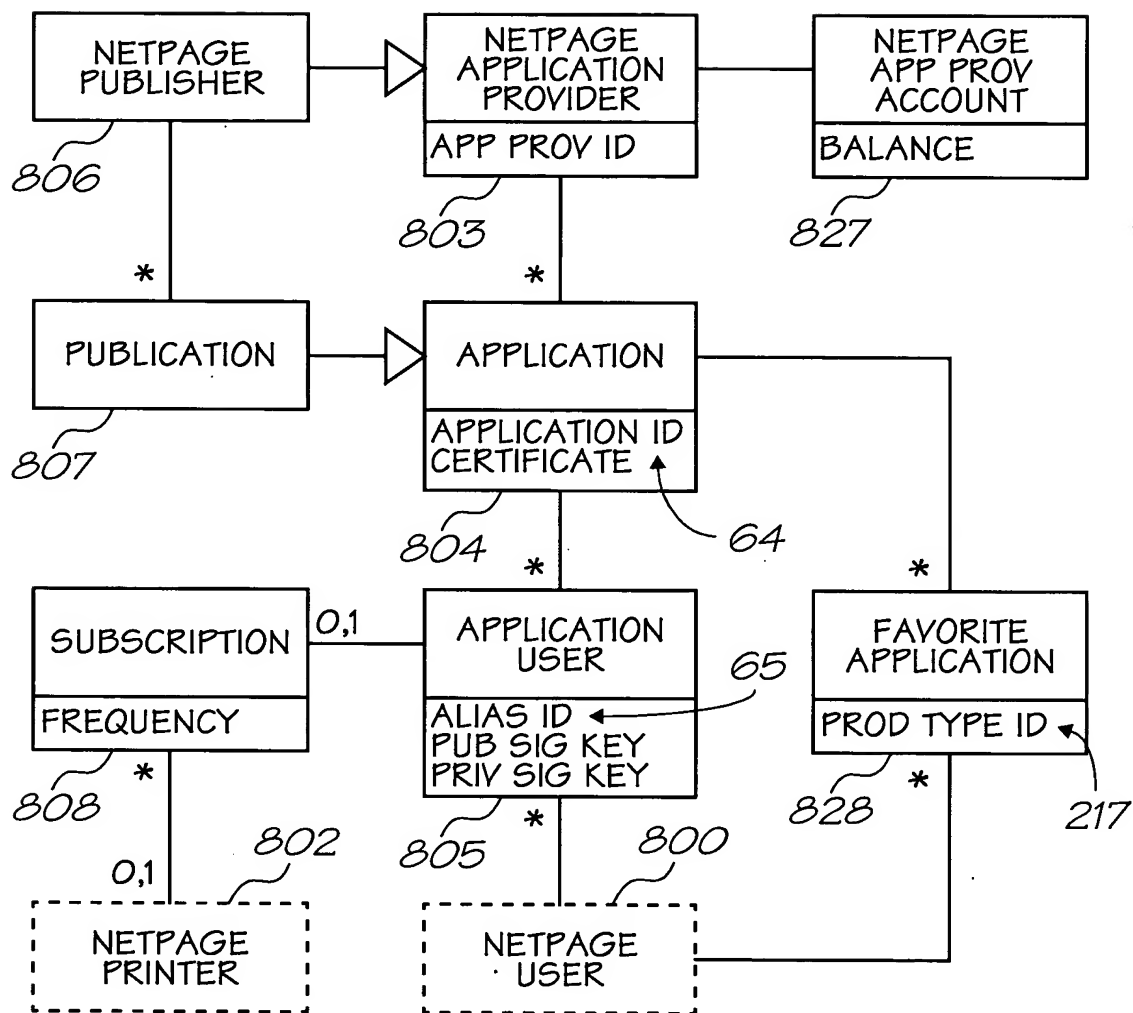 NETPAGE
PUBLISHER
806
*
NETPAGE
APPLICATION
PROVIDER
APP PROV ID
803
*
NETPAGE
APP PROV
ACCOUNT
BALANCE
827
PUBLICATION
807
APPLICATION
APPLICATION ID
CERTIFICATE
64
804
*
*
SUBSCRIPTION
FREQUENCY
808
*
0,1
0,1
APPLICATION
USER
65
ALIAS ID
PUB SIG KEY
PRIV SIG KEY
805
*
FAVORITE
APPLICATION
PROD TYPE ID
828
*
217
802
NETPAGE
PRINTER
800
NETPAGE
USER